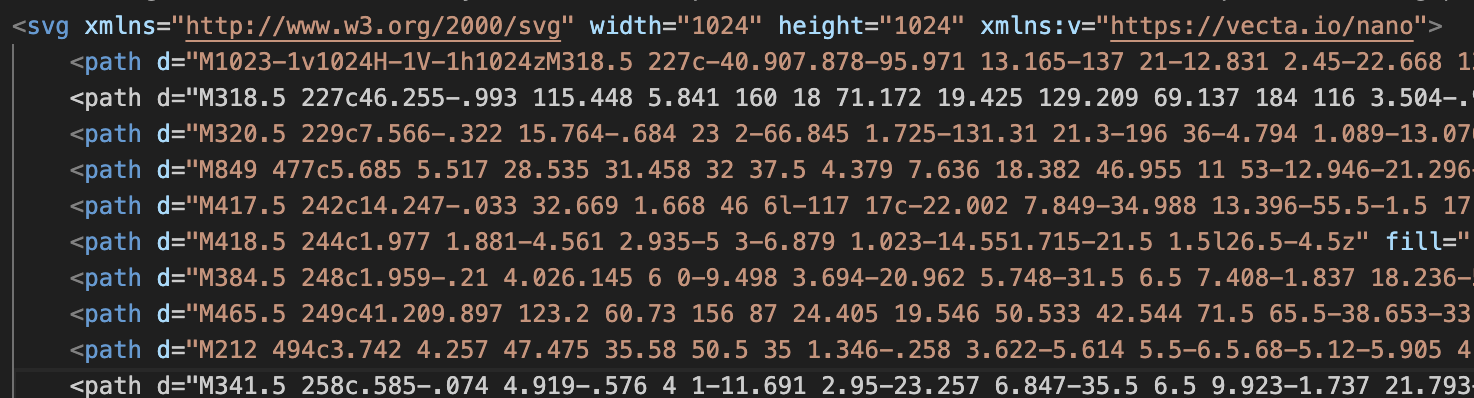 <svg xmlns="http://www.w3.org/2000/svg" width="1024" height="1024" xmlns:v="https://vecta.io/nano">
<path d="M1023-1v1024H-1V-1h1024zM318.5 227c-40.907.878-95.971 13.165-137 21-12.831 2.45-22.668
<path d="M318.5 227c46.255-.993 115.448 5.841 160 18 71.172 19.425 129.209 69.137 184 116 3.504-.
<path d="M320.5 229c7.566-.322 15.764-.684 23 2-66.845 1.725-131.31 21.3-196 36-4.794 1.089-13.07
<path d="M849 477c5.685 5.517 28.535 31.458 32 37.5 4.379 7.636 18.382 46.955 11 53-12.946-21.296-
<path d="M417.5 242c14.247-.033 32.669 1.668 46 6l-117 17c-22.002 7.849-34.988 13.396-55.5-1.5 17
<path d="M418.5 244c1.977 1.881-4.561 2.935-5 3-6.879 1.023-14.551.715-21.5 1.5l26.5-4.5z" fill="
<path d="M384.5 248c1.959-.21 4.026.145 6 0-9.498 3.694-20.962 5.748-31.5 6.5 7.408-1.837 18.236-
<path d="M465.5 249c41.209.897 123.2 60.73 156 87 24.405 19.546 50.533 42.544 71.5 65.5-38.653-33
<path d="M212 494c3.742 4.257 47.475 35.58 50.5 35 1.346-.258 3.622-5.614 5.5-6.5.68-5.12-5.905 4
<path d="M341.5 258c.585-.074 4.919-.576 4 1-11.691 2.95-23.257 6.847-35.5 6.5 9.923-1.737 21.793-